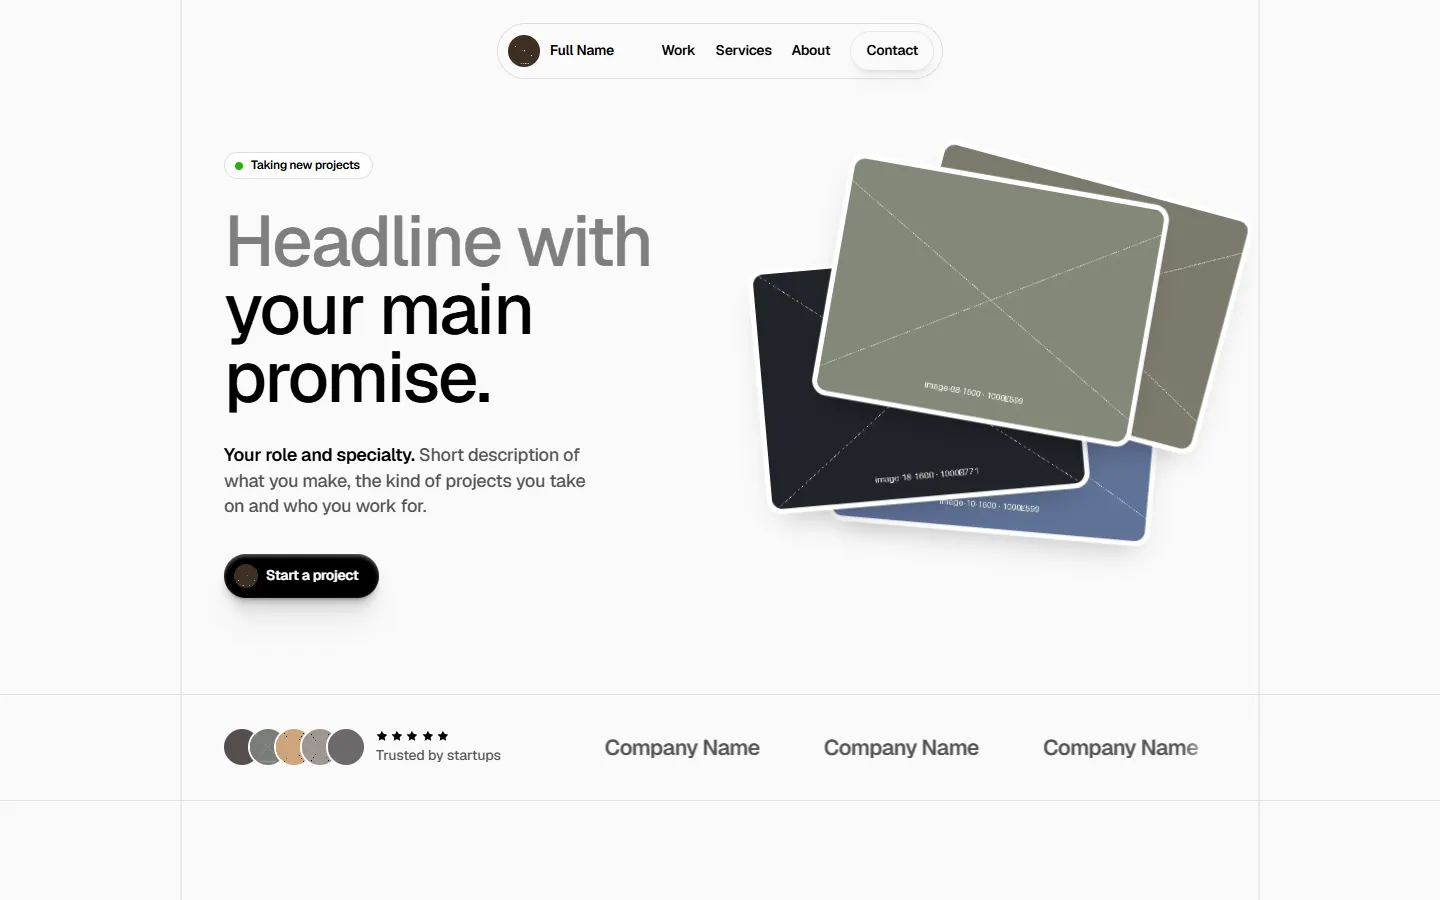 Full Name
Work
Services
About
Contact
Taking new projects
Headline with
your main
promise.
Your role and specialty. Short description of
what you make, the kind of projects you take
on and who you work for.
Start a project
Trusted by startups
Company Name
Company Name
Company Name